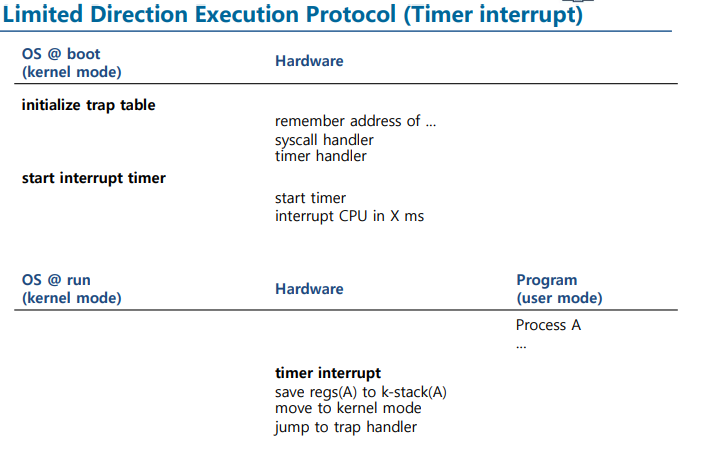 Limited Direction Execution Protocol (Timer interrupt)
OS @ boot
(kernel mode)
Hardware
initialize trap table
remember address of ...
syscall handler
timer handler
start interrupt timer
start timer
interrupt CPU in X ms
OS @ run
(kernel mode)
Hardware
Program
(user mode)
Process A
...
timer interrupt
save regs(A) to k-stack(A)
move to kernel mode
jump to trap handler